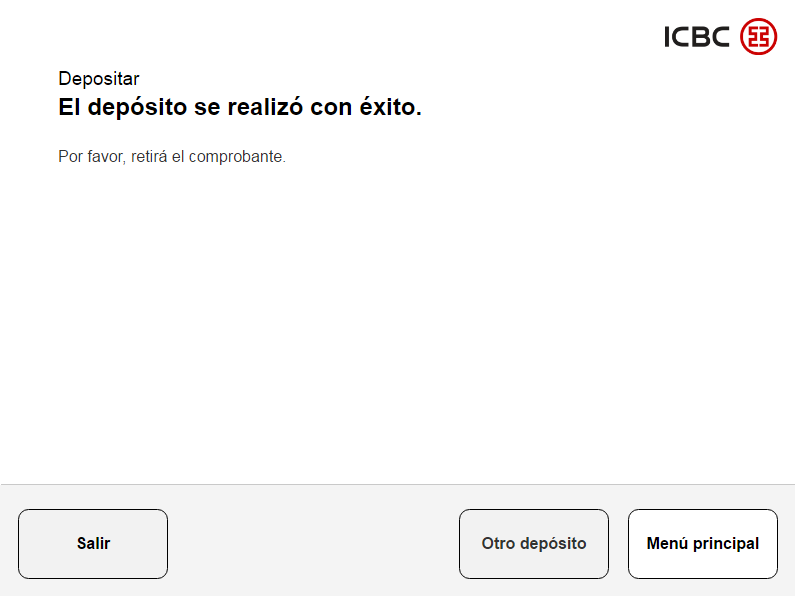 ICBC
Depositar
El depósito se realizó con éxito.
Por favor, retirá el comprobante.
Salir
Otro depósito
Menú principal